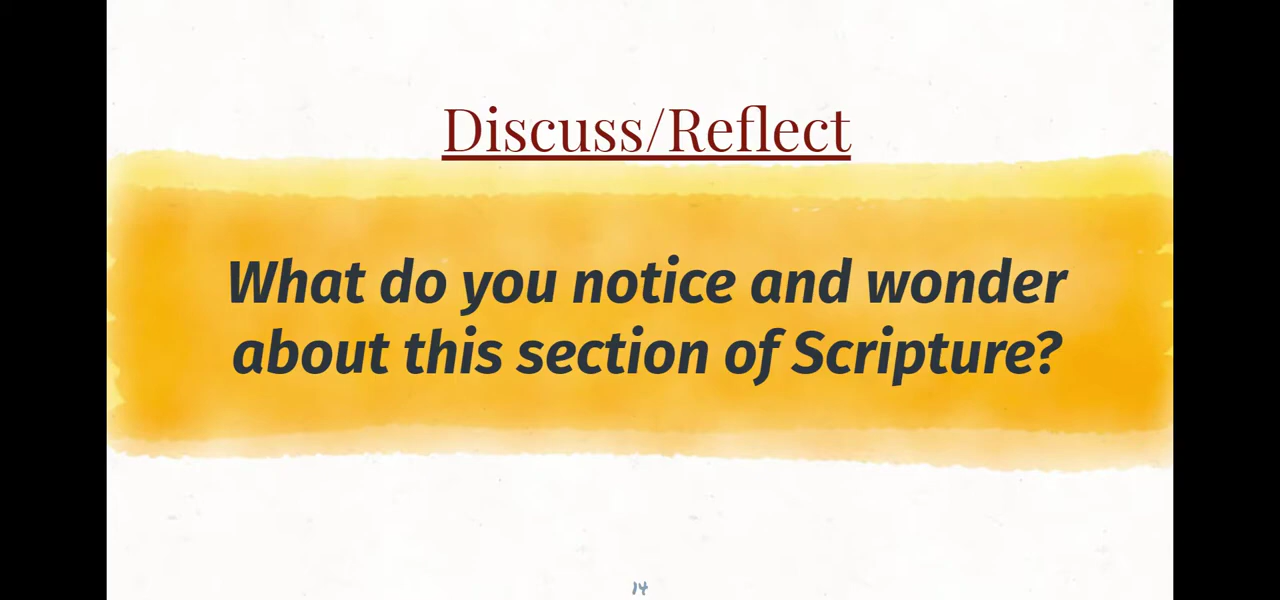 Discuss/Reflect
What do you notice and wonder
about this section of Scripture?
14